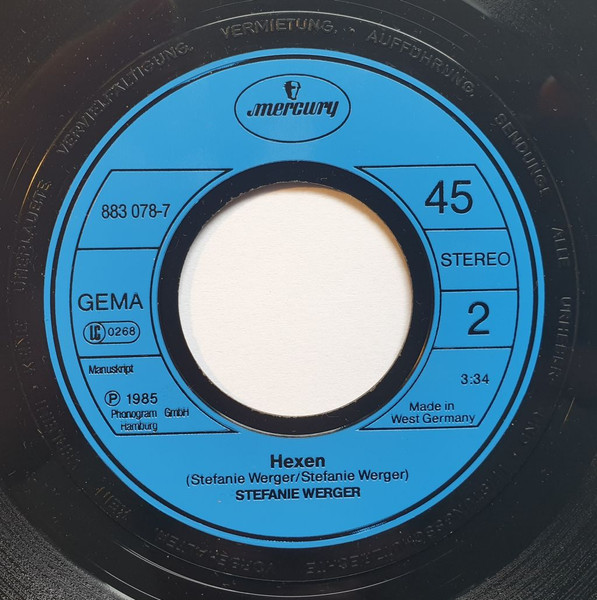 VERVIELFÄLTIGUNG, VERMIETUNG, AUFFÜHRUNG, SENDUNG!
mercury
883 078-7
45
STEREO
GEMA
LC 0268
2
Manuskript
3:34
P 1985
Phonogram GmbH
Hamburg
Made in
West Germany
Hexen
(Stefanie Werger/Stefanie Werger)
STEFANIE WERGER